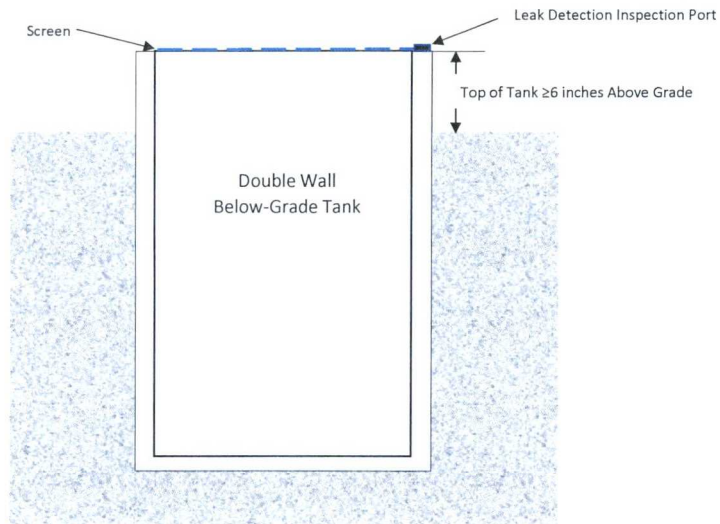 Leak Detection Inspection Port
Screen
Top of Tank ≥6 inches Above Grade
Double Wall
Below-Grade Tank